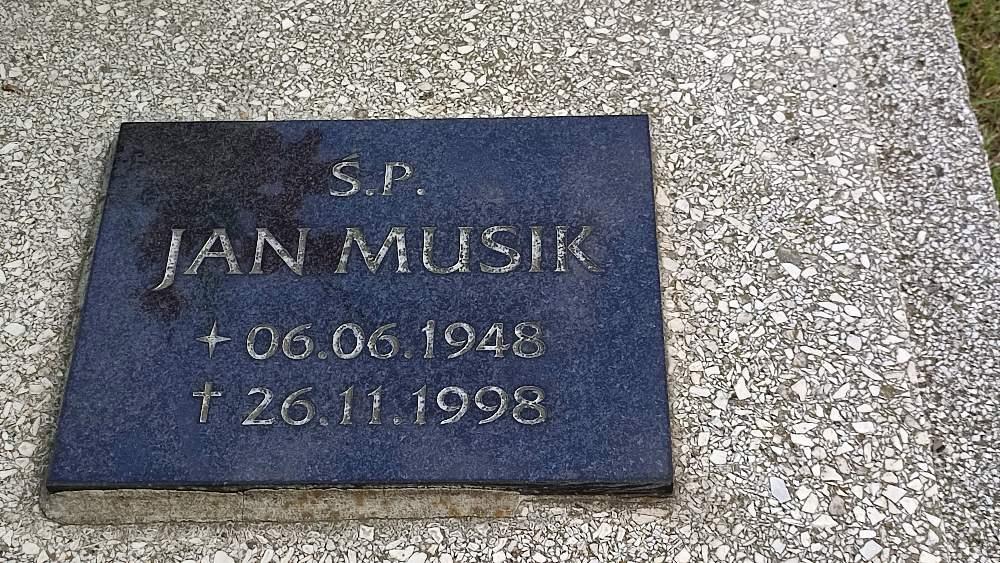 Ś.P.
JAN MUSIK
✦ 06.06.1948
✝ 26.11.1998